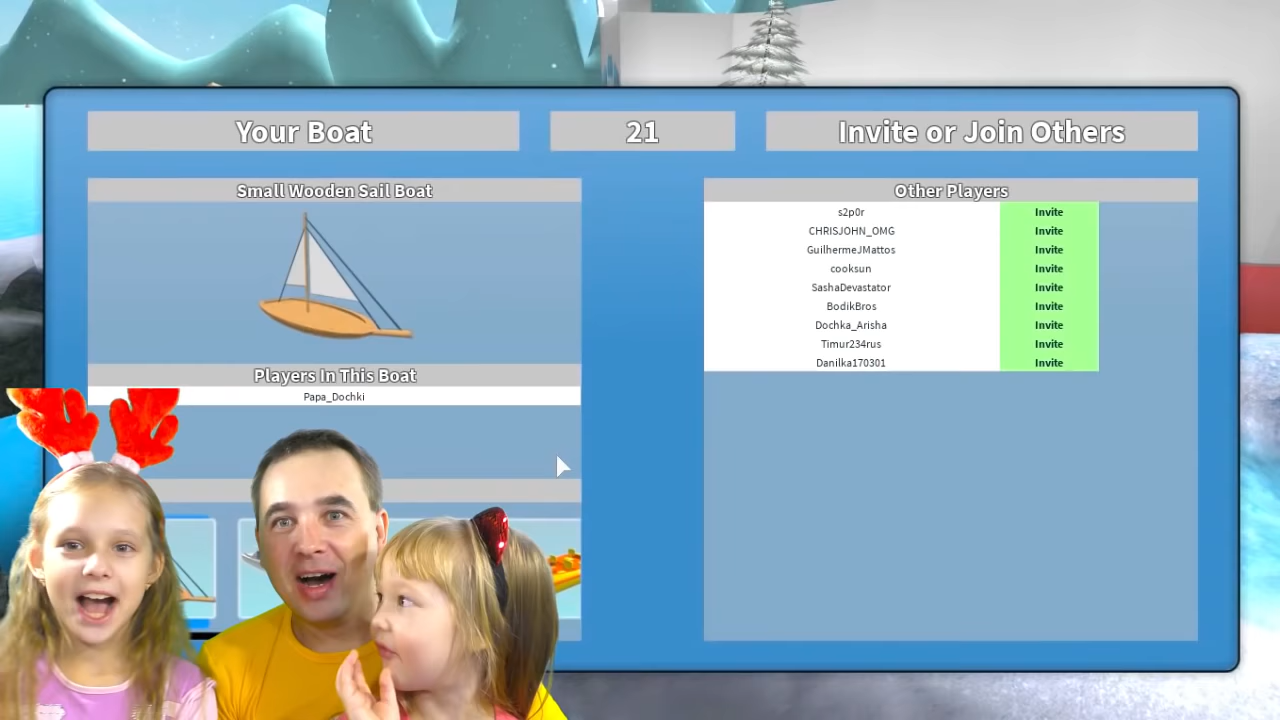 Your Boat
21
Invite or Join Others
Small Wooden Sail Boat
Players In This Boat
Papa_Dochki
Other Players
s2p0r Invite
CHRISJOHN_OMG Invite
GuilhermeJMattos Invite
cooksun Invite
SashaDevastator Invite
BodikBros Invite
Dochka_Arisha Invite
Timur234rus Invite
Danilka170301 Invite